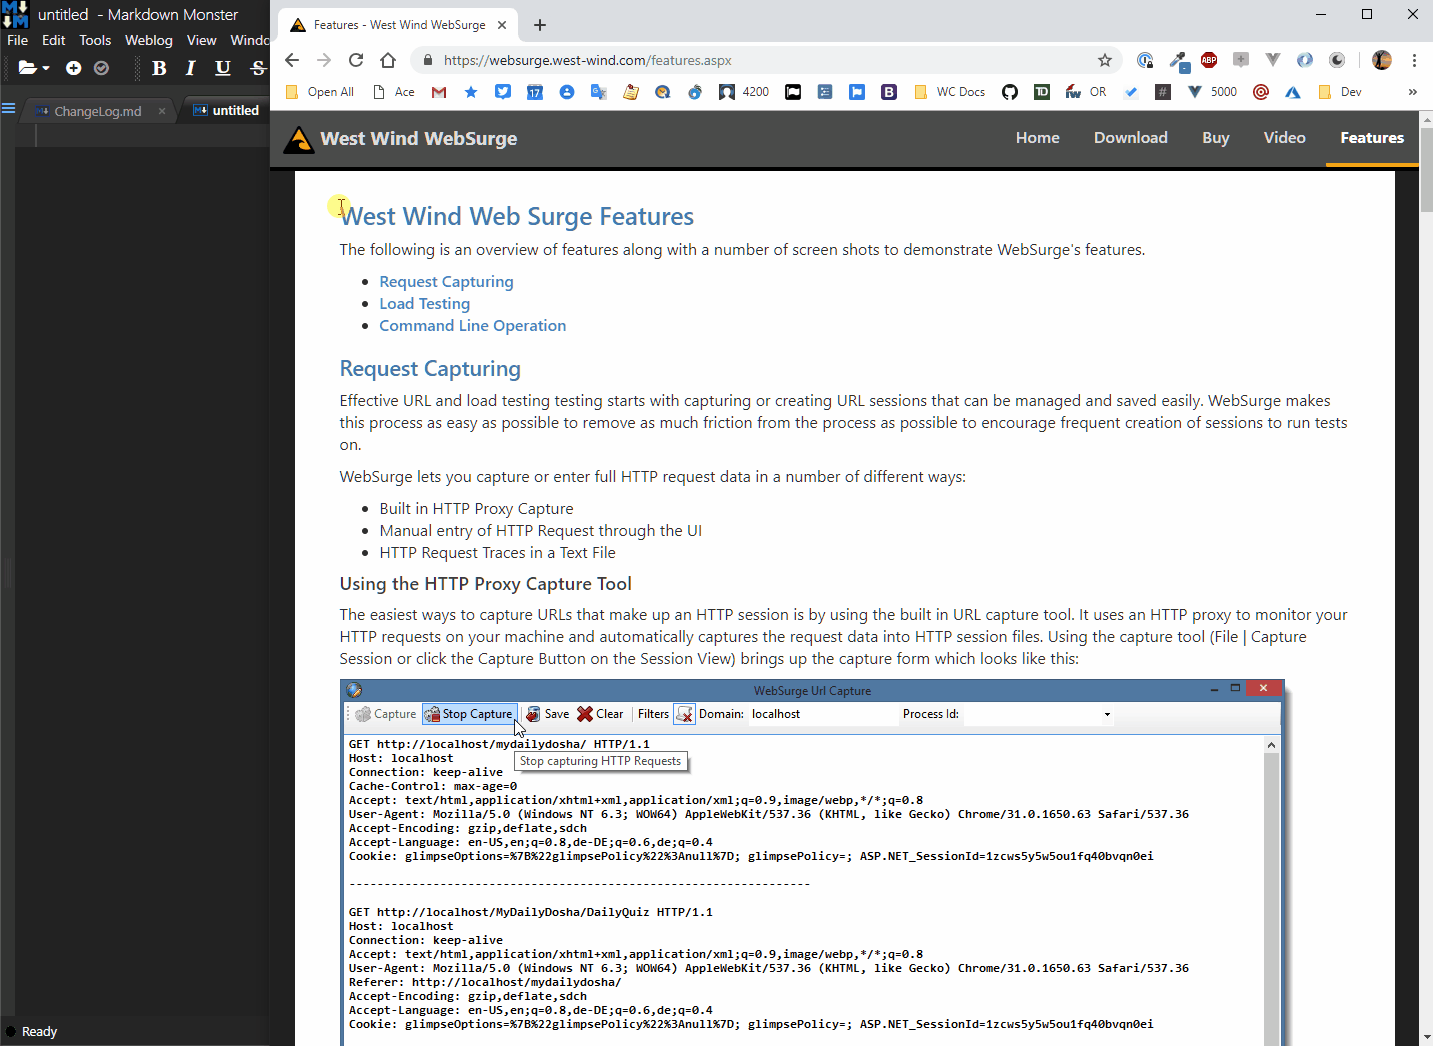 untitled - Markdown Monster
File Edit Tools Weblog View Windo
B I U S
ChangeLog.md
untitled
Ready
Features - West Wind WebSurge
https://websurge.west-wind.com/features.aspx
ABP
Open All Ace 17 4200 B WC Docs TD fw OR # 5000 Dev »
West Wind WebSurge
Home Download Buy Video Features
West Wind Web Surge Features
The following is an overview of features along with a number of screen shots to demonstrate WebSurge's features.
• Request Capturing
• Load Testing
• Command Line Operation
Request Capturing
Effective URL and load testing testing starts with capturing or creating URL sessions that can be managed and saved easily. WebSurge makes
this process as easy as possible to remove as much friction from the process as possible to encourage frequent creation of sessions to run tests
on.
WebSurge lets you capture or enter full HTTP request data in a number of different ways:
• Built in HTTP Proxy Capture
• Manual entry of HTTP Request through the UI
• HTTP Request Traces in a Text File
Using the HTTP Proxy Capture Tool
The easiest ways to capture URLs that make up an HTTP session is by using the built in URL capture tool. It uses an HTTP proxy to monitor your
HTTP requests on your machine and automatically captures the request data into HTTP session files. Using the capture tool (File | Capture
Session or click the Capture Button on the Session View) brings up the capture form which looks like this:
WebSurge Url Capture
Capture Stop Capture Save Clear Filters Domain: localhost Process Id:
GET http://localhost/mydailydosha/ HTTP/1.1
Host: localhost
Stop capturing HTTP Requests
Connection: keep-alive
Cache-Control: max-age=0
Accept: text/html,application/xhtml+xml,application/xml;q=0.9,image/webp,*/*;q=0.8
User-Agent: Mozilla/5.0 (Windows NT 6.3; WOW64) AppleWebKit/537.36 (KHTML, like Gecko) Chrome/31.0.1650.63 Safari/537.36
Accept-Encoding: gzip,deflate,sdch
Accept-Language: en-US,en;q=0.8,de-DE;q=0.6,de;q=0.4
Cookie: glimpseOptions=%7B%22glimpsePolicy%22%3Anull%7D; glimpsePolicy=; ASP.NET_SessionId=1zcws5y5w5ou1fq40bvqn0ei
------------------------------------------------------------------
GET http://localhost/MyDailyDosha/DailyQuiz HTTP/1.1
Host: localhost
Connection: keep-alive
Accept: text/html,application/xhtml+xml,application/xml;q=0.9,image/webp,*/*;q=0.8
User-Agent: Mozilla/5.0 (Windows NT 6.3; WOW64) AppleWebKit/537.36 (KHTML, like Gecko) Chrome/31.0.1650.63 Safari/537.36
Referer: http://localhost/mydailydosha/
Accept-Encoding: gzip,deflate,sdch
Accept-Language: en-US,en;q=0.8,de-DE;q=0.6,de;q=0.4
Cookie: glimpseOptions=%7B%22glimpsePolicy%22%3Anull%7D; glimpsePolicy=; ASP.NET_SessionId=1zcws5y5w5ou1fq40bvqn0ei